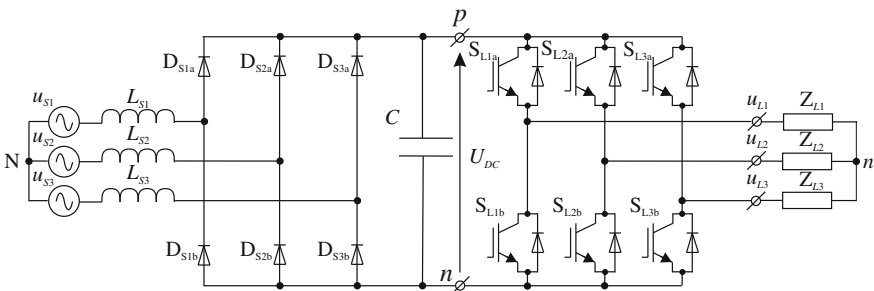 p
D_S1a D_S2a D_S3a
S_L1a S_L2a S_L3a
u_S1 L_S1
u_S2 L_S2
u_S3 L_S3
N
C
U_DC
u_L1 Z_L1
u_L2 Z_L2
u_L3 Z_L3
n
S_L1b S_L2b S_L3b
D_S1b D_S2b D_S3b
n